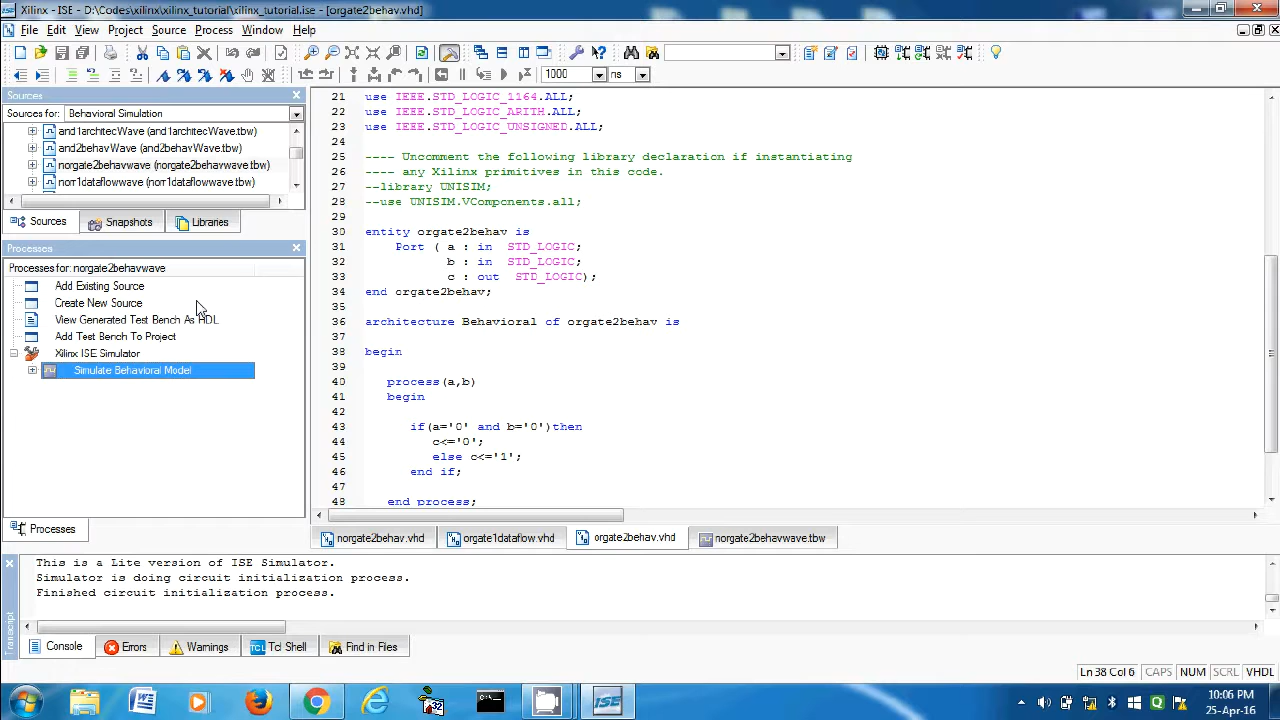 Xilinx - ISE - D:\Codes\xilinx\xilinx_tutorial\xilinx_tutorial.ise - [orgate2behav.vhd]
File Edit View Project Source Process Window Help
1000 ns
Sources
Sources for: Behavioral Simulation
and1architecWave (and1architecWave.tbw)
and2behavWave (and2behavWave.tbw)
norgate2behavwave (norgate2behavwave.tbw)
norr1dataflowwave (norr1dataflowwave.tbw)
Sources Snapshots Libraries
Processes
Processes for: norgate2behavwave
Add Existing Source
Create New Source
View Generated Test Bench As HDL
Add Test Bench To Project
Xilinx ISE Simulator
Simulate Behavioral Model
Processes
21 use IEEE.STD_LOGIC_1164.ALL;
22 use IEEE.STD_LOGIC_ARITH.ALL;
23 use IEEE.STD_LOGIC_UNSIGNED.ALL;
24
25 ---- Uncomment the following library declaration if instantiating
26 ---- any Xilinx primitives in this code.
27 --library UNISIM;
28 --use UNISIM.VComponents.all;
29
30 entity orgate2behav is
31 Port ( a : in STD_LOGIC;
32 b : in STD_LOGIC;
33 c : out STD_LOGIC);
34 end orgate2behav;
35
36 architecture Behavioral of orgate2behav is
37
38 begin
39
40 process(a,b)
41 begin
42
43 if(a='0' and b='0')then
44 c<='0';
45 else c<='1';
46 end if;
47
48 end process;
norgate2behav.vhd orgate1dataflow.vhd orgate2behav.vhd norgate2behavwave.tbw
This is a Lite version of ISE Simulator.
Simulator is doing circuit initialization process.
Finished circuit initialization process.
Transcript
Console Errors Warnings Tcl Shell Find in Files
Ln 38 Col 6 CAPS NUM SCRL VHDL
10:06 PM
25-Apr-16